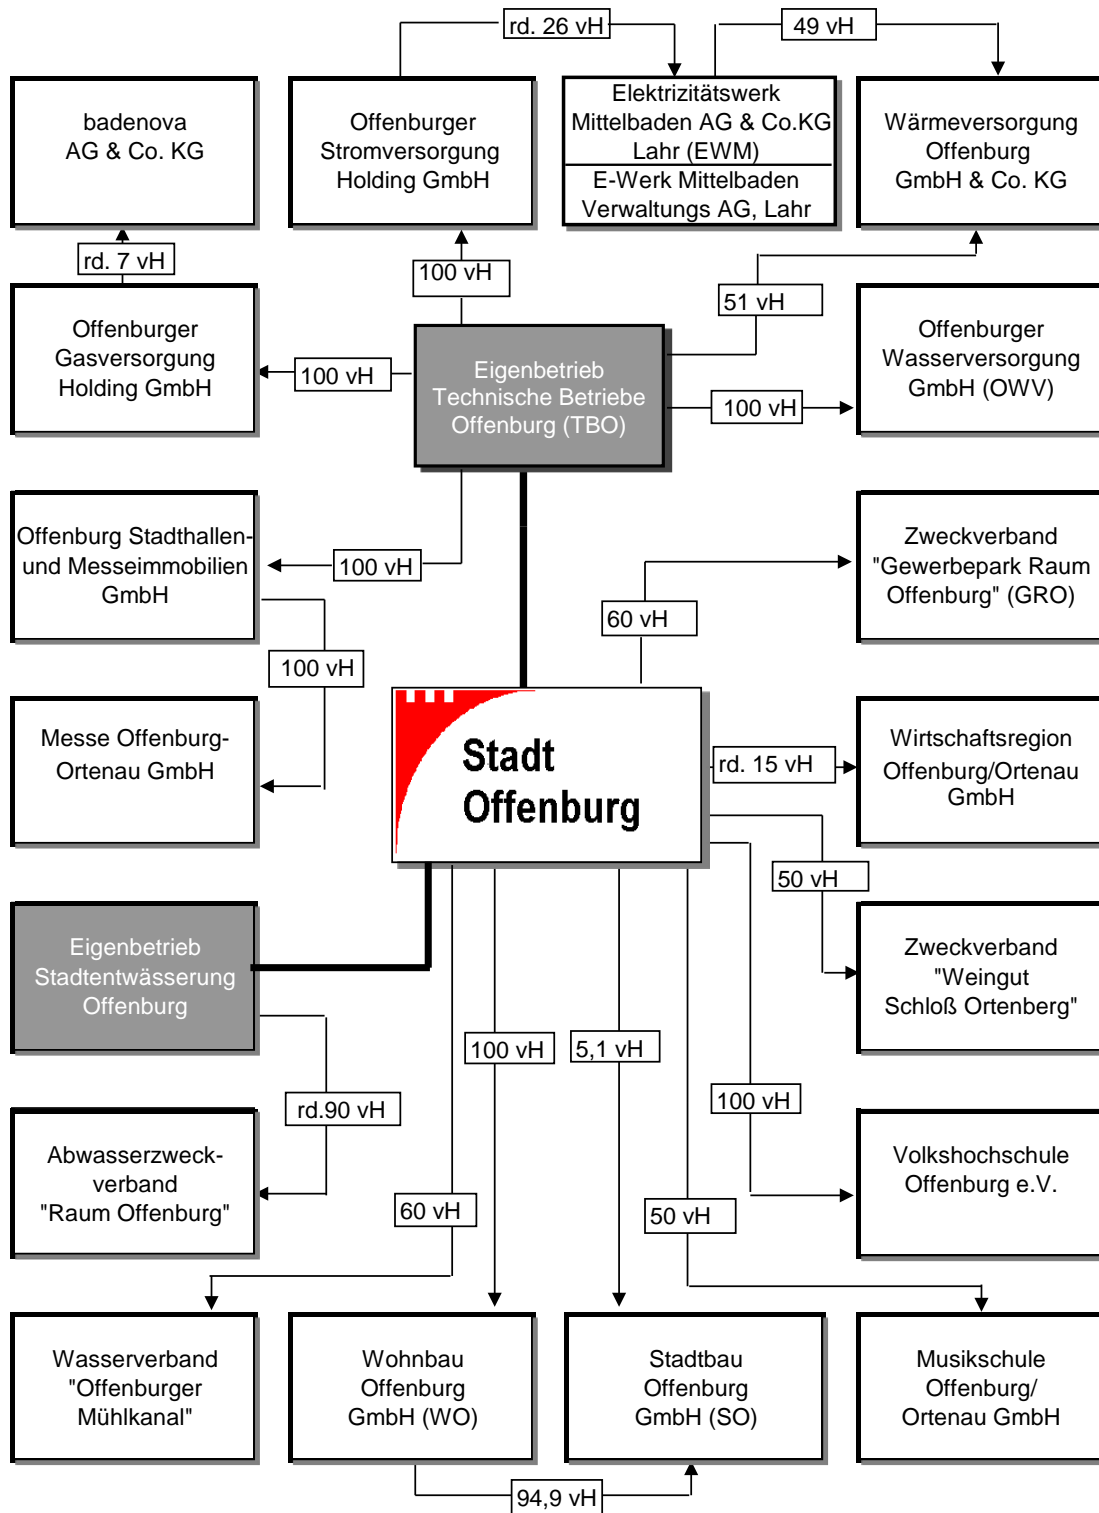 rd. 26 vH
49 vH
badenova
AG & Co. KG
Offenburger
Stromversorgung
Holding GmbH
Elektrizitätswerk
Mittelbaden AG & Co.KG
Lahr (EWM)
E-Werk Mittelbaden
Verwaltungs AG, Lahr
Wärmeversorgung
Offenburg
GmbH & Co. KG
rd. 7 vH
100 vH
51 vH
Offenburger
Gasversorgung
Holding GmbH
100 vH
Eigenbetrieb
Technische Betriebe
Offenburg (TBO)
100 vH
Offenburger
Wasserversorgung
GmbH (OWV)
Offenburg Stadthallen-
und Messeimmobilien
GmbH
100 vH
Zweckverband
"Gewerbepark Raum
Offenburg" (GRO)
60 vH
100 vH
Messe Offenburg-
Ortenau GmbH
Stadt
Offenburg
rd. 15 vH
Wirtschaftsregion
Offenburg/Ortenau
GmbH
50 vH
Eigenbetrieb
Stadtentwässerung
Offenburg
Zweckverband
"Weingut
Schloß Ortenberg"
100 vH
5,1 vH
rd.90 vH
100 vH
Abwasserzweck-
verband
"Raum Offenburg"
Volkshochschule
Offenburg e.V.
60 vH
50 vH
Wasserverband
"Offenburger
Mühlkanal"
Wohnbau
Offenburg
GmbH (WO)
Stadtbau
Offenburg
GmbH (SO)
Musikschule
Offenburg/
Ortenau GmbH
94,9 vH